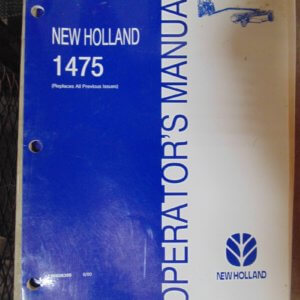 NEW HOLLAND
1475
(Replaces All Previous Issues)
OPERATOR'S MANUAL
NEW HOLLAND